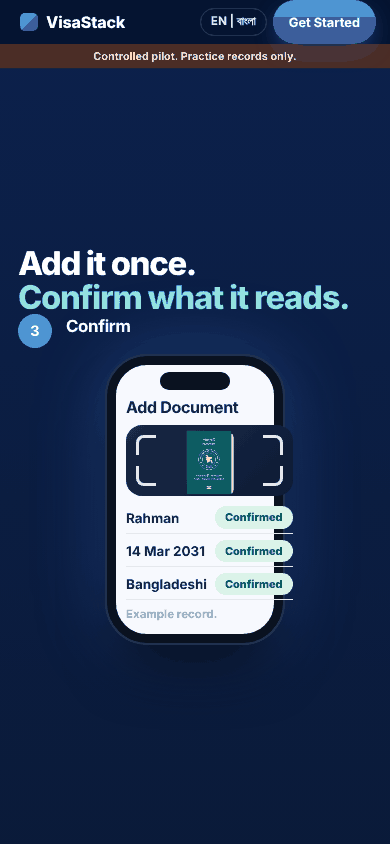 VisaStack
EN | বাংলা
Get Started
Controlled pilot. Practice records only.
Add it once.
Confirm what it reads.
3
Confirm
Add Document
Rahman
Confirmed
14 Mar 2031
Confirmed
Bangladeshi
Confirmed
Example record.